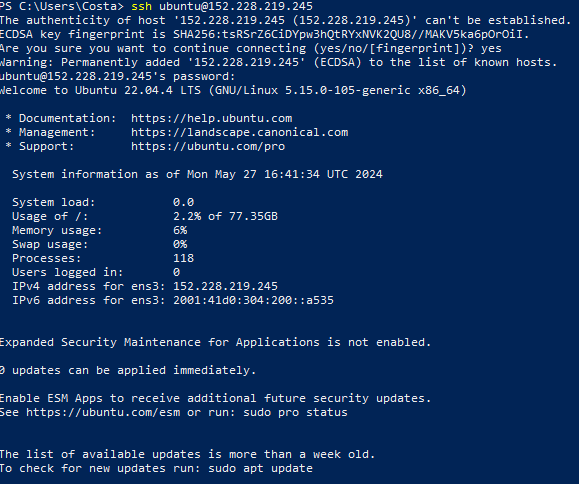 PS C:\Users\Costa> ssh ubuntu@152.228.219.245
The authenticity of host '152.228.219.245 (152.228.219.245)' can't be established.
ECDSA key fingerprint is SHA256:tsRSrZ6CiDYpw3hQtRYxNVK2QU8//MAKV5ka6pOrOiI.
Are you sure you want to continue connecting (yes/no/[fingerprint])? yes
Warning: Permanently added '152.228.219.245' (ECDSA) to the list of known hosts.
ubuntu@152.228.219.245's password:
Welcome to Ubuntu 22.04.4 LTS (GNU/Linux 5.15.0-105-generic x86_64)

 * Documentation:  https://help.ubuntu.com
 * Management:     https://landscape.canonical.com
 * Support:        https://ubuntu.com/pro

  System information as of Mon May 27 16:41:34 UTC 2024

  System load:           0.0
  Usage of /:            2.2% of 77.35GB
  Memory usage:          6%
  Swap usage:            0%
  Processes:             118
  Users logged in:       0
  IPv4 address for ens3: 152.228.219.245
  IPv6 address for ens3: 2001:41d0:304:200::a535

Expanded Security Maintenance for Applications is not enabled.

0 updates can be applied immediately.

Enable ESM Apps to receive additional future security updates.
See https://ubuntu.com/esm or run: sudo pro status

The list of available updates is more than a week old.
To check for new updates run: sudo apt update